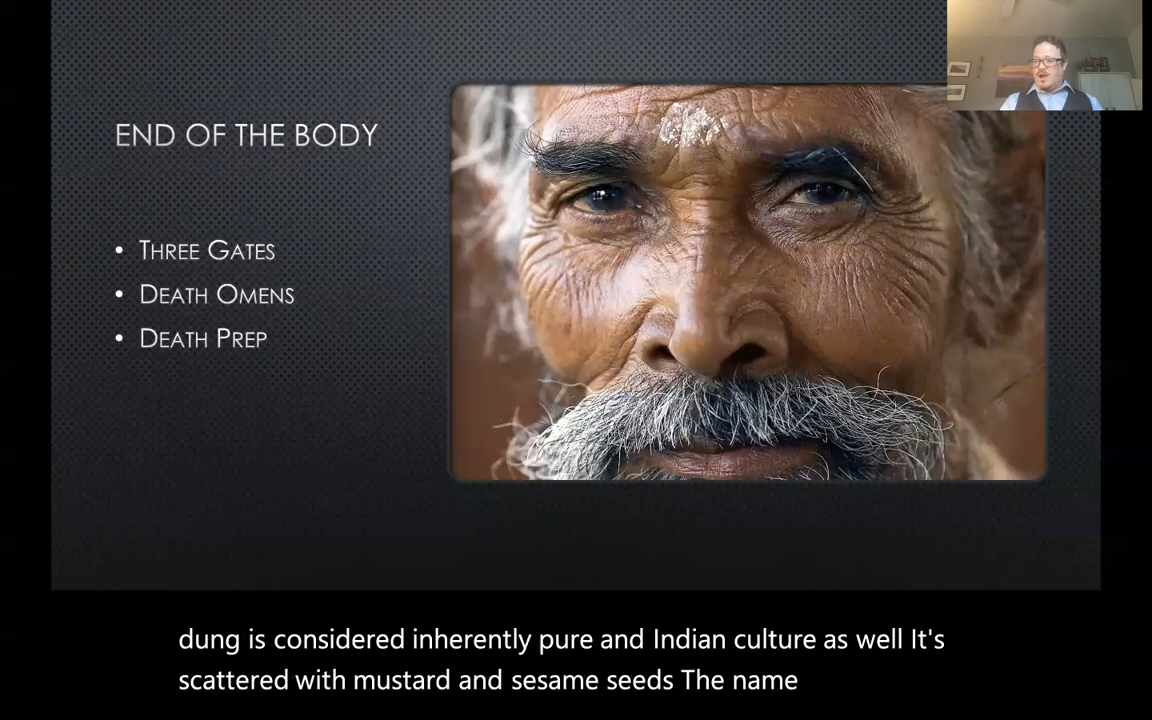 END OF THE BODY
• THREE GATES
• DEATH OMENS
• DEATH PREP
dung is considered inherently pure and Indian culture as well It's
scattered with mustard and sesame seeds The name